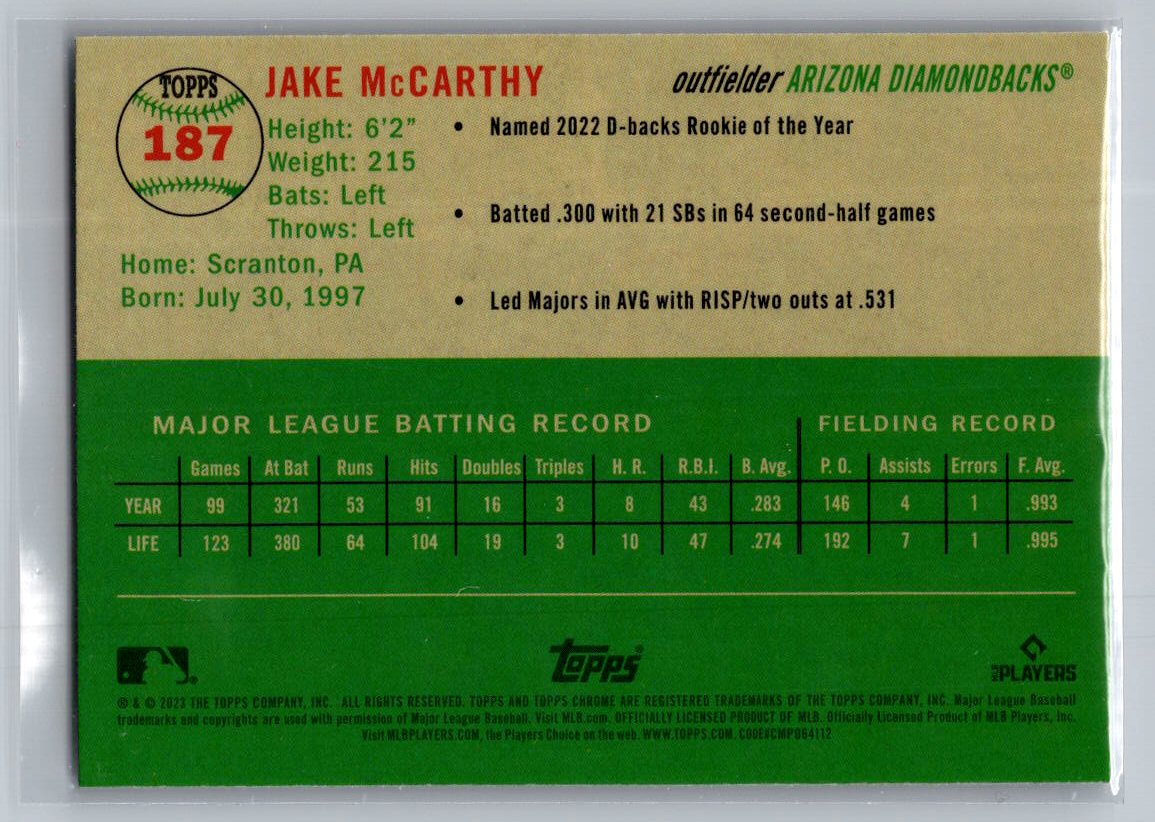 TOPPS
187
JAKE McCARTHY
outfielder ARIZONA DIAMONDBACKS®
Height: 6'2"
Weight: 215
Bats: Left
Throws: Left
Home: Scranton, PA
Born: July 30, 1997
• Named 2022 D-backs Rookie of the Year
• Batted .300 with 21 SBs in 64 second-half games
• Led Majors in AVG with RISP/two outs at .531
MAJOR LEAGUE BATTING RECORD FIELDING RECORD
Games At Bat Runs Hits Doubles Triples H. R. R.B.I. B. Avg. P. O. Assists Errors F. Avg.
YEAR 99 321 53 91 16 3 8 43 .283 146 4 1 .993
LIFE 123 380 64 104 19 3 10 47 .274 192 7 1 .995
topps
MLB PLAYERS
® & © 2023 THE TOPPS COMPANY, INC. ALL RIGHTS RESERVED. TOPPS AND TOPPS CHROME ARE REGISTERED TRADEMARKS OF THE TOPPS COMPANY, INC. Major League Baseball
trademarks and copyrights are used with permission of Major League Baseball. Visit MLB.com. OFFICIALLY LICENSED PRODUCT OF MLB. Officially Licensed Product of MLB Players, Inc.
Visit MLBPLAYERS.COM, the Players Choice on the web. WWW.TOPPS.COM. CODE#CMP064112